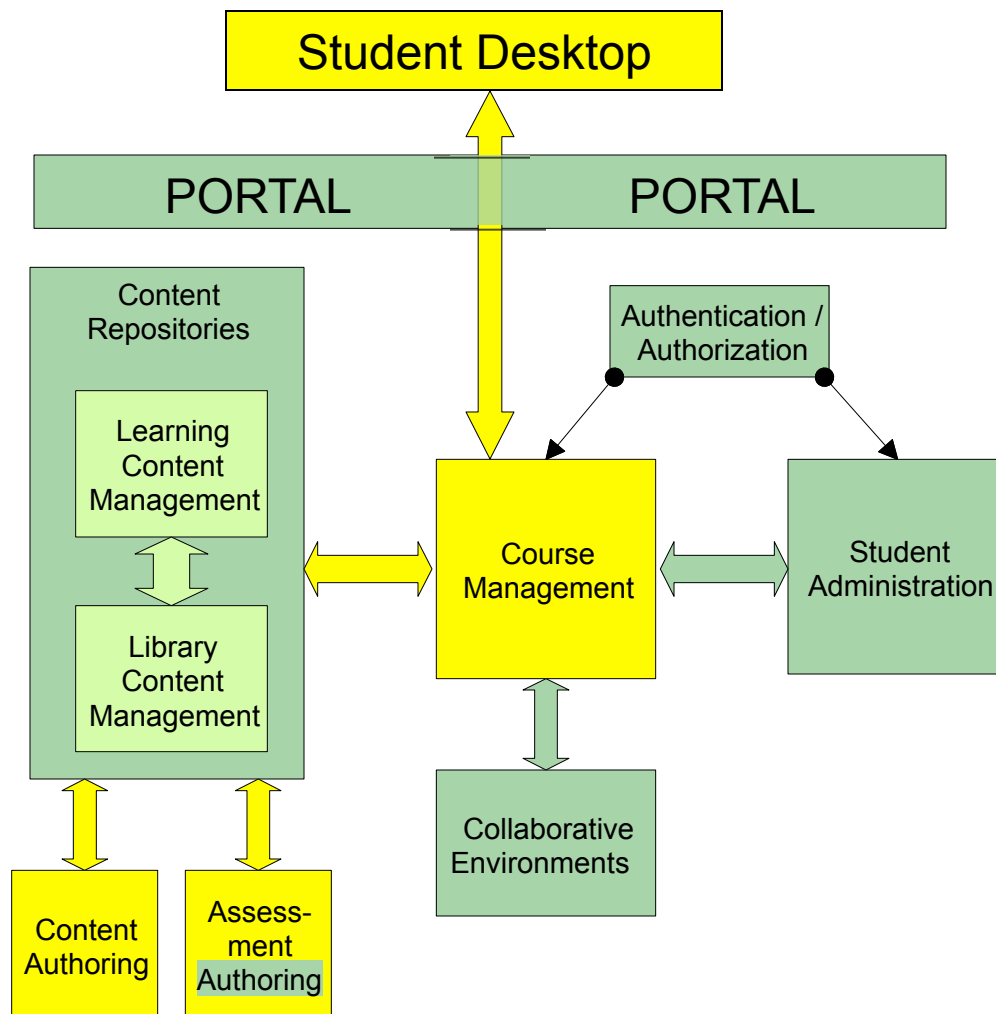 Student Desktop
PORTAL PORTAL
Content
Repositories
Authentication /
Authorization
Learning
Content
Management
Course
Management
Student
Administration
Library
Content
Management
Collaborative
Environments
Content
Authoring
Assess-
ment
Authoring